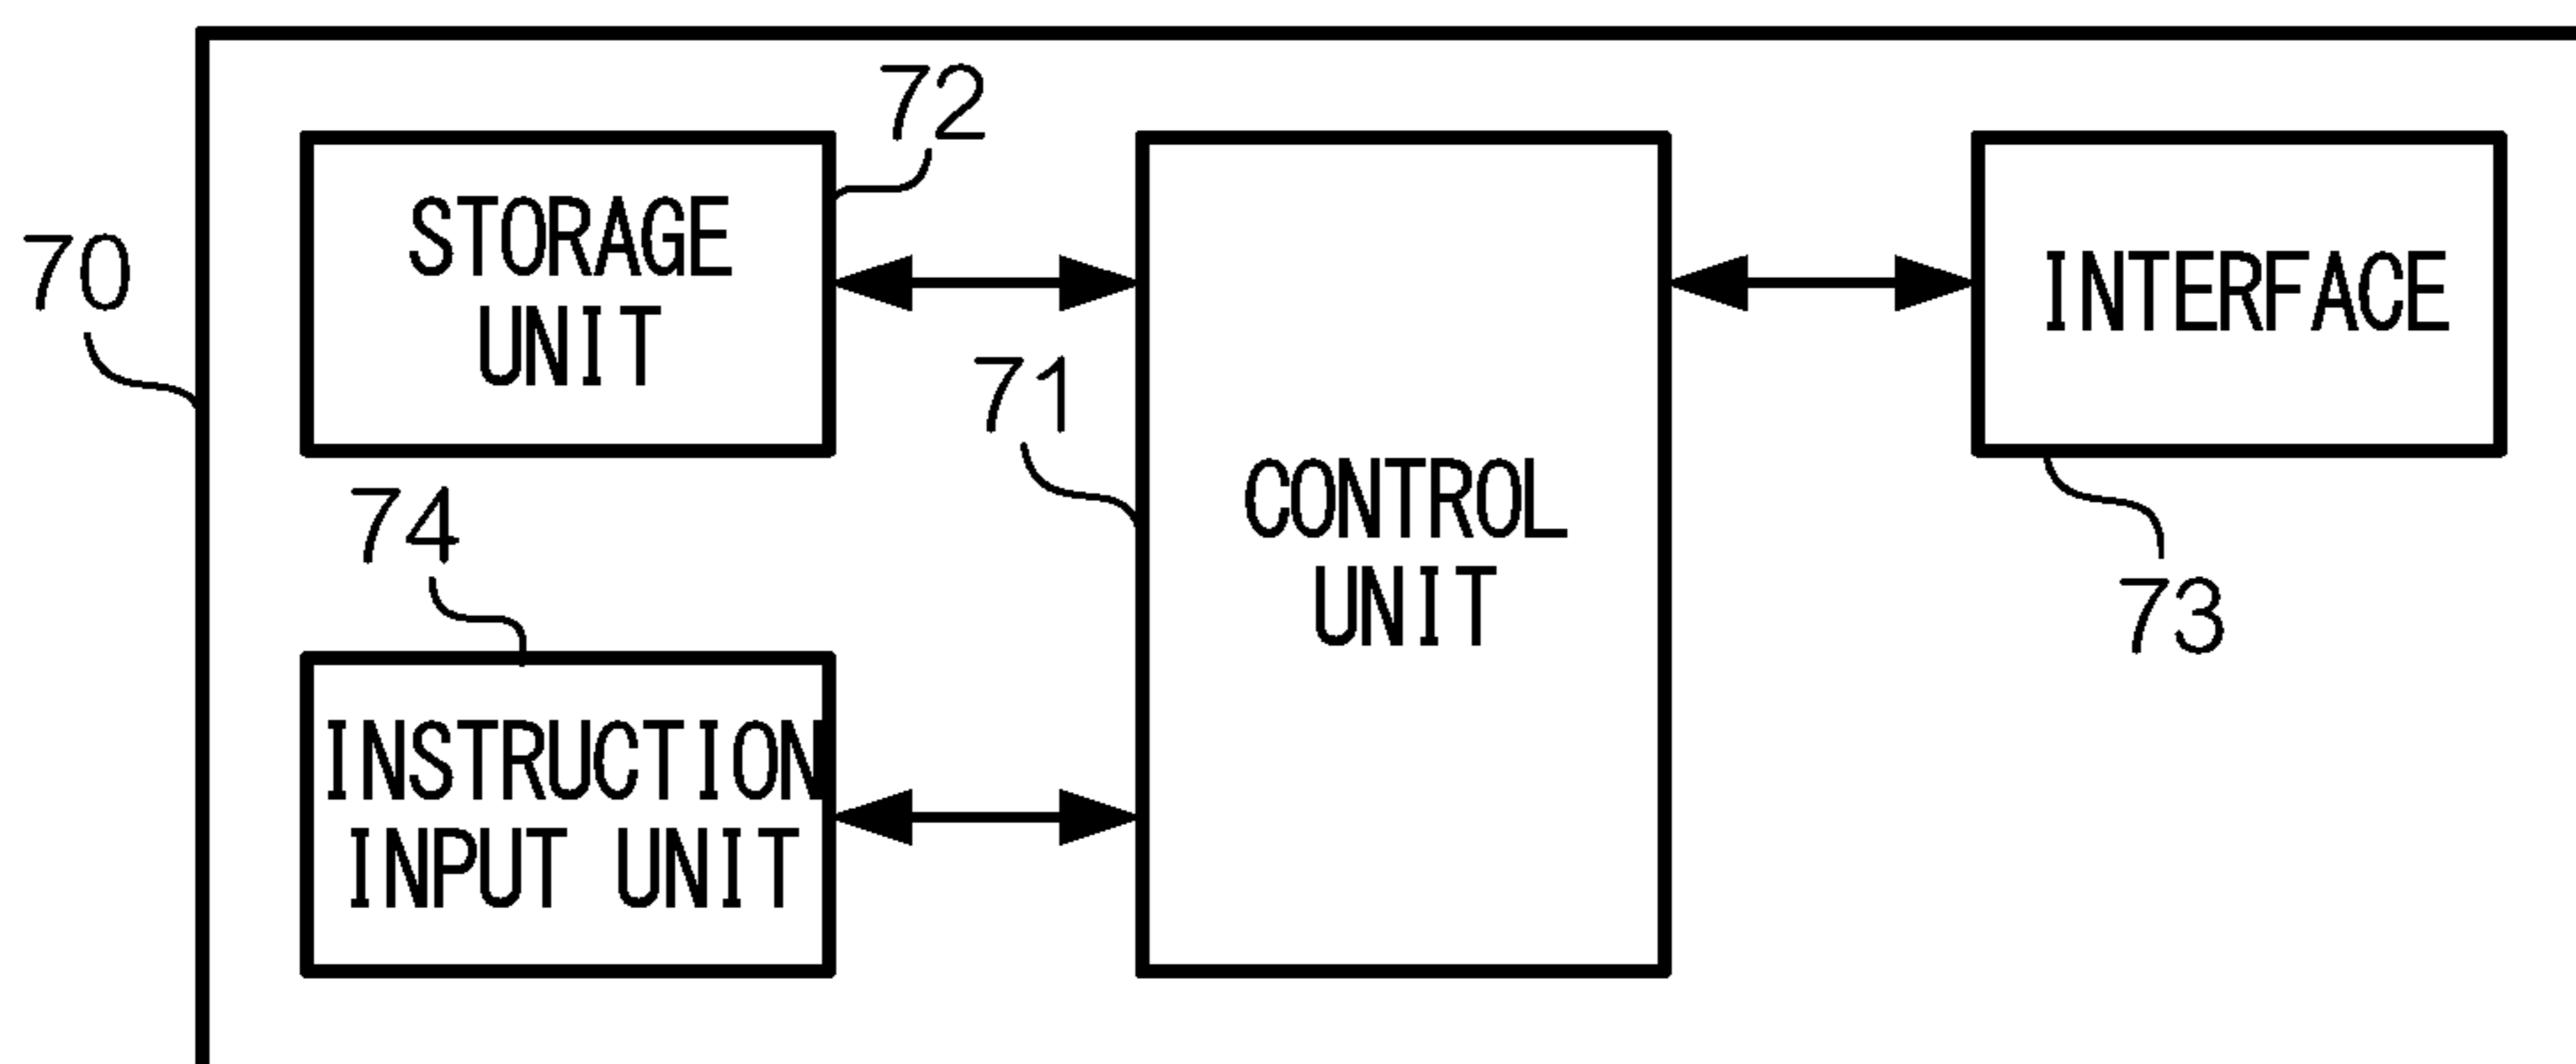 72
STORAGE
UNIT
70
INTERFACE
71
CONTROL
UNIT
74
73
INSTRUCTION
INPUT UNIT